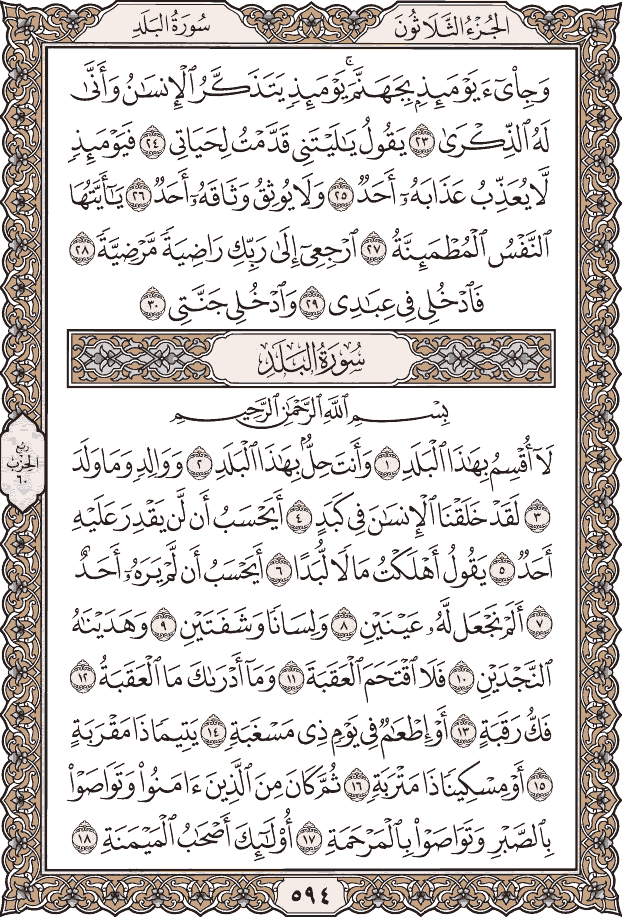 الجُزْءُ الثَّلَاثُونَ
سُورَةُ البَلَدِ
وَجِاْىٓءَ يَوْمَئِذِۭ بِجَهَنَّمَۚ يَوْمَئِذٖ يَتَذَكَّرُ ٱلۡإِنسَٰنُ وَأَنَّىٰ
لَهُ ٱلذِّكۡرَىٰ ٢٣ يَقُولُ يَٰلَيۡتَنِي قَدَّمۡتُ لِحَيَاتِي ٢٤ فَيَوۡمَئِذٖ
لَّا يُعَذِّبُ عَذَابَهُۥٓ أَحَدٞ ٢٥ وَلَا يُوثِقُ وَثَاقَهُۥٓ أَحَدٞ ٢٦ يَٰٓأَيَّتُهَا
ٱلنَّفۡسُ ٱلۡمُطۡمَئِنَّةُ ٢٧ ٱرۡجِعِيٓ إِلَىٰ رَبِّكِ رَاضِيَةٗ مَّرۡضِيَّةٗ ٢٨
فَٱدۡخُلِي فِي عِبَٰدِي ٢٩ وَٱدۡخُلِي جَنَّتِي ٣٠
سُورَةُ البَلَدِ
بِسۡمِ ٱللَّهِ ٱلرَّحۡمَٰنِ ٱلرَّحِيمِ
لَآ أُقۡسِمُ بِهَٰذَا ٱلۡبَلَدِ ١ وَأَنتَ حِلُّۢ بِهَٰذَا ٱلۡبَلَدِ ٢ وَوَالِدٖ وَمَا وَلَدَ
٣ لَقَدۡ خَلَقۡنَا ٱلۡإِنسَٰنَ فِي كَبَدٍ ٤ أَيَحۡسَبُ أَن لَّن يَقۡدِرَ عَلَيۡهِ
أَحَدٞ ٥ يَقُولُ أَهۡلَكۡتُ مَالٗا لُّبَدًا ٦ أَيَحۡسَبُ أَن لَّمۡ يَرَهُۥٓ أَحَدٌ
٧ أَلَمۡ نَجۡعَل لَّهُۥ عَيۡنَيۡنِ ٨ وَلِسَانٗا وَشَفَتَيۡنِ ٩ وَهَدَيۡنَٰهُ
ٱلنَّجۡدَيۡنِ ١٠ فَلَا ٱقۡتَحَمَ ٱلۡعَقَبَةَ ١١ وَمَآ أَدۡرَىٰكَ مَا ٱلۡعَقَبَةُ ١٢
فَكُّ رَقَبَةٍ ١٣ أَوۡ إِطۡعَٰمٞ فِي يَوۡمٖ ذِي مَسۡغَبَةٖ ١٤ يَتِيمٗا ذَا مَقۡرَبَةٍ
١٥ أَوۡ مِسۡكِينٗا ذَا مَتۡرَبَةٖ ١٦ ثُمَّ كَانَ مِنَ ٱلَّذِينَ ءَامَنُواْ وَتَوَاصَوۡاْ
بِٱلصَّبۡرِ وَتَوَاصَوۡاْ بِٱلۡمَرۡحَمَةِ ١٧ أُوْلَٰٓئِكَ أَصۡحَٰبُ ٱلۡمَيۡمَنَةِ ١٨
رُبْع
الحِزْب
٦٠
٥٩٤